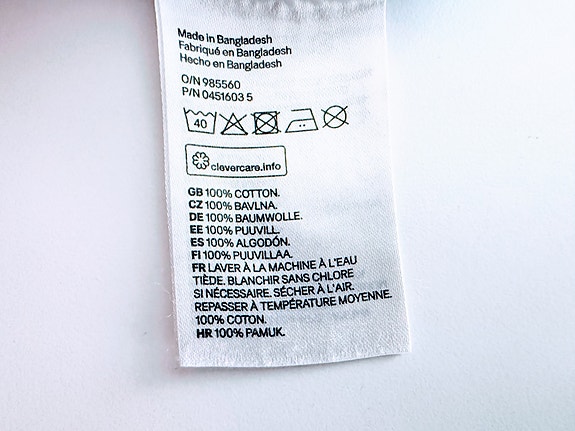 Made in Bangladesh
Fabriqué en Bangladesh
Hecho en Bangladesh
O/N 985560
P/N 0451603 5
40
clevercare.info
GB 100% COTTON.
CZ 100% BAVLNA.
DE 100% BAUMWOLLE.
EE 100% PUUVILL.
ES 100% ALGODÓN.
FI 100% PUUVILLAA.
FR LAVER À LA MACHINE À L'EAU
TIÈDE. BLANCHIR SANS CHLORE
SI NÉCESSAIRE. SÉCHER À L'AIR.
REPASSER À TEMPÉRATURE MOYENNE.
100% COTON.
HR 100% PAMUK.